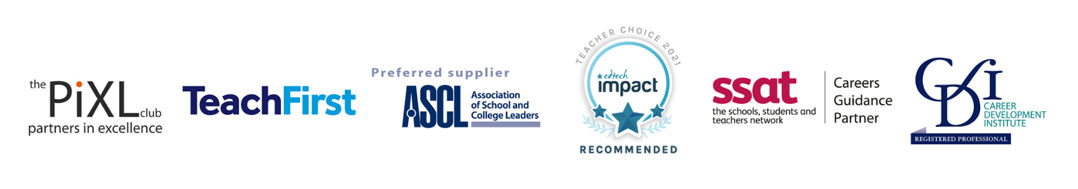 the PiXL club
partners in excellence
TeachFirst
Preferred supplier
ASCL
Association
of School and
College Leaders
TEACHER CHOICE 2021
edtech
impact
RECOMMENDED
ssat
the schools, students and
teachers network
Careers
Guidance
Partner
CDI
CAREER
DEVELOPMENT
INSTITUTE
REGISTERED PROFESSIONAL